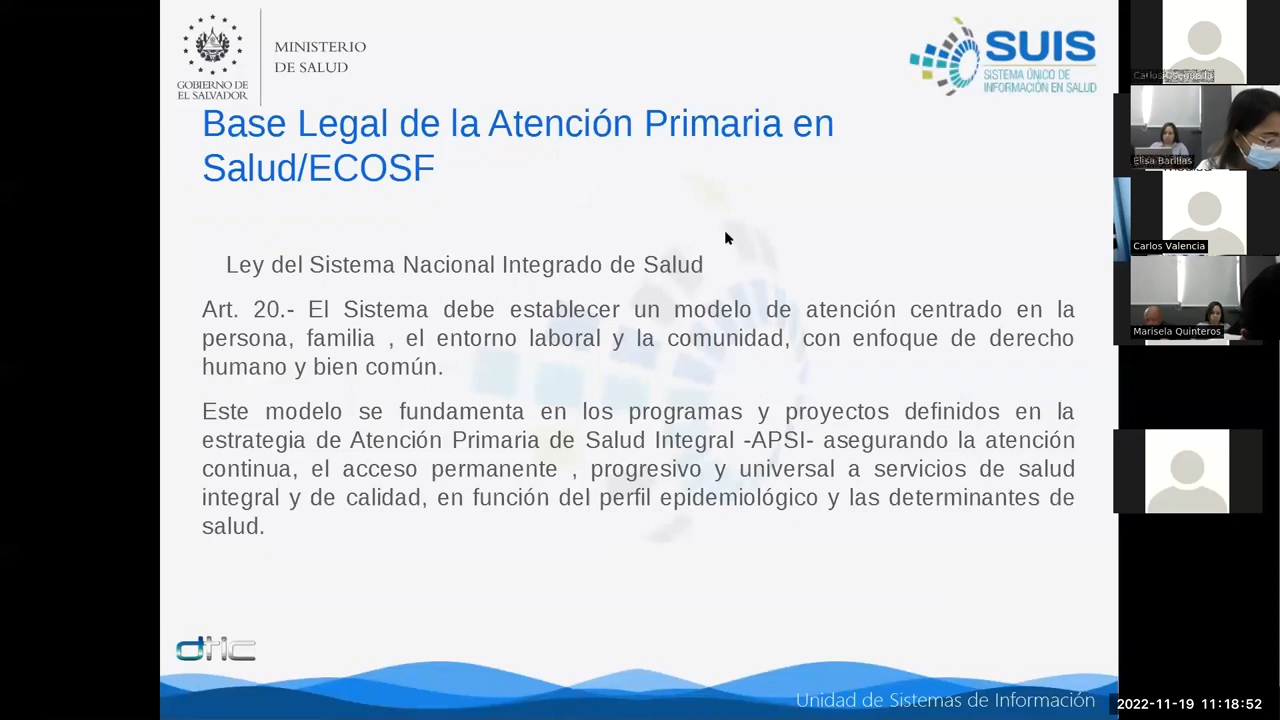 GOBIERNO DE
EL SALVADOR
MINISTERIO
DE SALUD
SUIS
SISTEMA ÚNICO DE
INFORMACIÓN EN SALUD
Base Legal de la Atención Primaria en
Salud/ECOSF
Ley del Sistema Nacional Integrado de Salud
Art. 20.- El Sistema debe establecer un modelo de atención centrado en la
persona, familia , el entorno laboral y la comunidad, con enfoque de derecho
humano y bien común.
Este modelo se fundamenta en los programas y proyectos definidos en la
estrategia de Atención Primaria de Salud Integral -APSI- asegurando la atención
continua, el acceso permanente , progresivo y universal a servicios de salud
integral y de calidad, en función del perfil epidemiológico y las determinantes de
salud.
dtic
Unidad de Sistemas de Información
Elisa Barillas
Carlos Valencia
Marisela Quinteros
2022-11-19 11:18:52